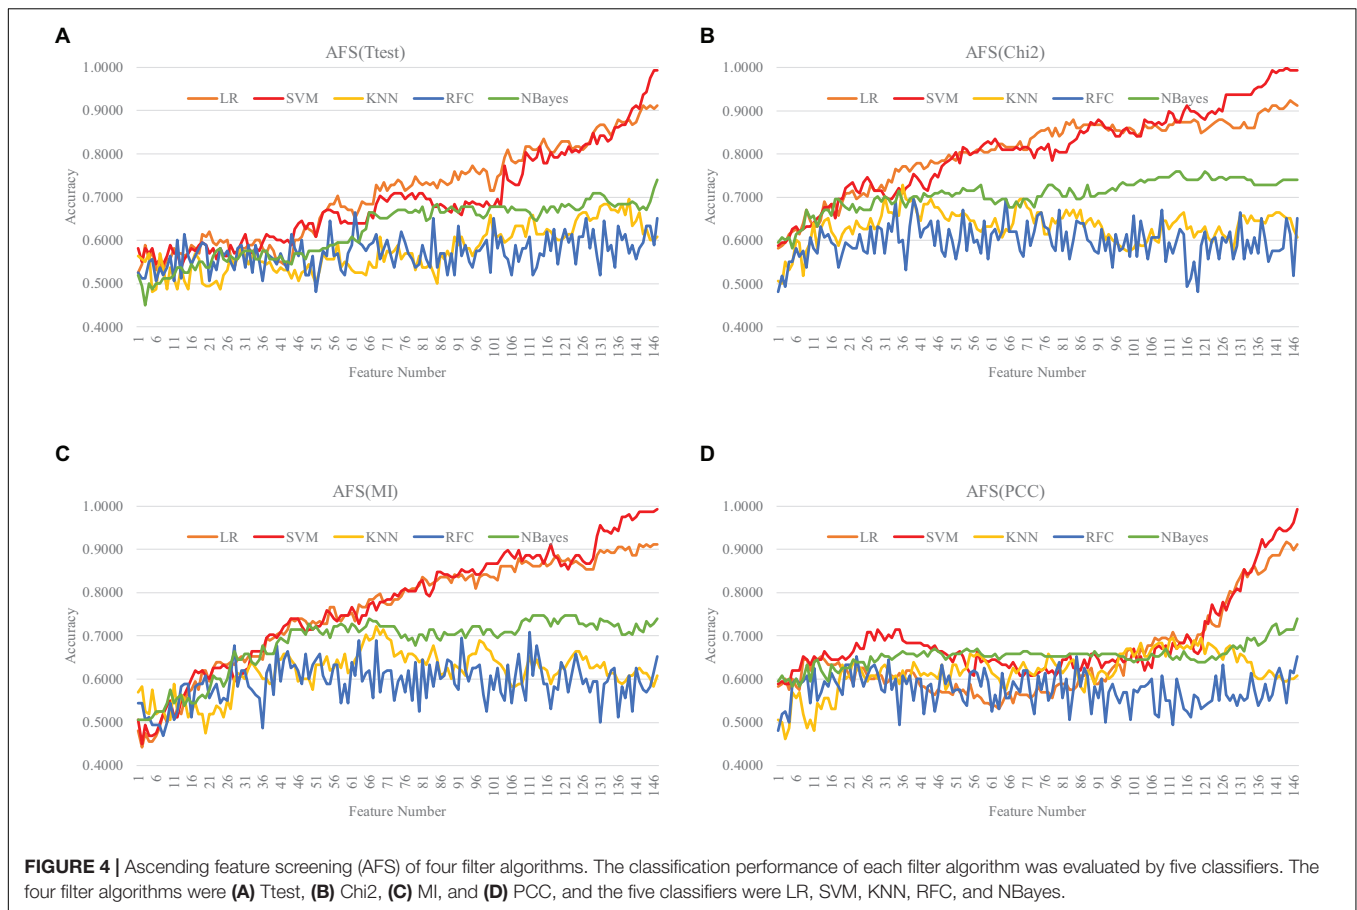 A
AFS(Ttest)
1.0000
LR SVM KNN RFC NBayes
0.9000
0.8000
0.7000
0.6000
0.5000
0.4000
Accuracy
1 6 11 16 21 26 31 36 41 46 51 56 61 66 71 76 81 86 91 96 101 106 111 116 121 126 131 136 141 146
Feature Number
B
AFS(Chi2)
1.0000
LR SVM KNN RFC NBayes
0.9000
0.8000
0.7000
0.6000
0.5000
0.4000
Accuracy
1 6 11 16 21 26 31 36 41 46 51 56 61 66 71 76 81 86 91 96 101 106 111 116 121 126 131 136 141 146
Feature Number
C
AFS(MI)
1.0000
LR SVM KNN RFC NBayes
0.9000
0.8000
0.7000
0.6000
0.5000
0.4000
Accuracy
1 6 11 16 21 26 31 36 41 46 51 56 61 66 71 76 81 86 91 96 101 106 111 116 121 126 131 136 141 146
Feature Number
D
AFS(PCC)
1.0000
LR SVM KNN RFC NBayes
0.9000
0.8000
0.7000
0.6000
0.5000
0.4000
Accuracy
1 6 11 16 21 26 31 36 41 46 51 56 61 66 71 76 81 86 91 96 101 106 111 116 121 126 131 136 141 146
Feature Number
FIGURE 4 | Ascending feature screening (AFS) of four filter algorithms. The classification performance of each filter algorithm was evaluated by five classifiers. The
four filter algorithms were (A) Ttest, (B) Chi2, (C) MI, and (D) PCC, and the five classifiers were LR, SVM, KNN, RFC, and NBayes.